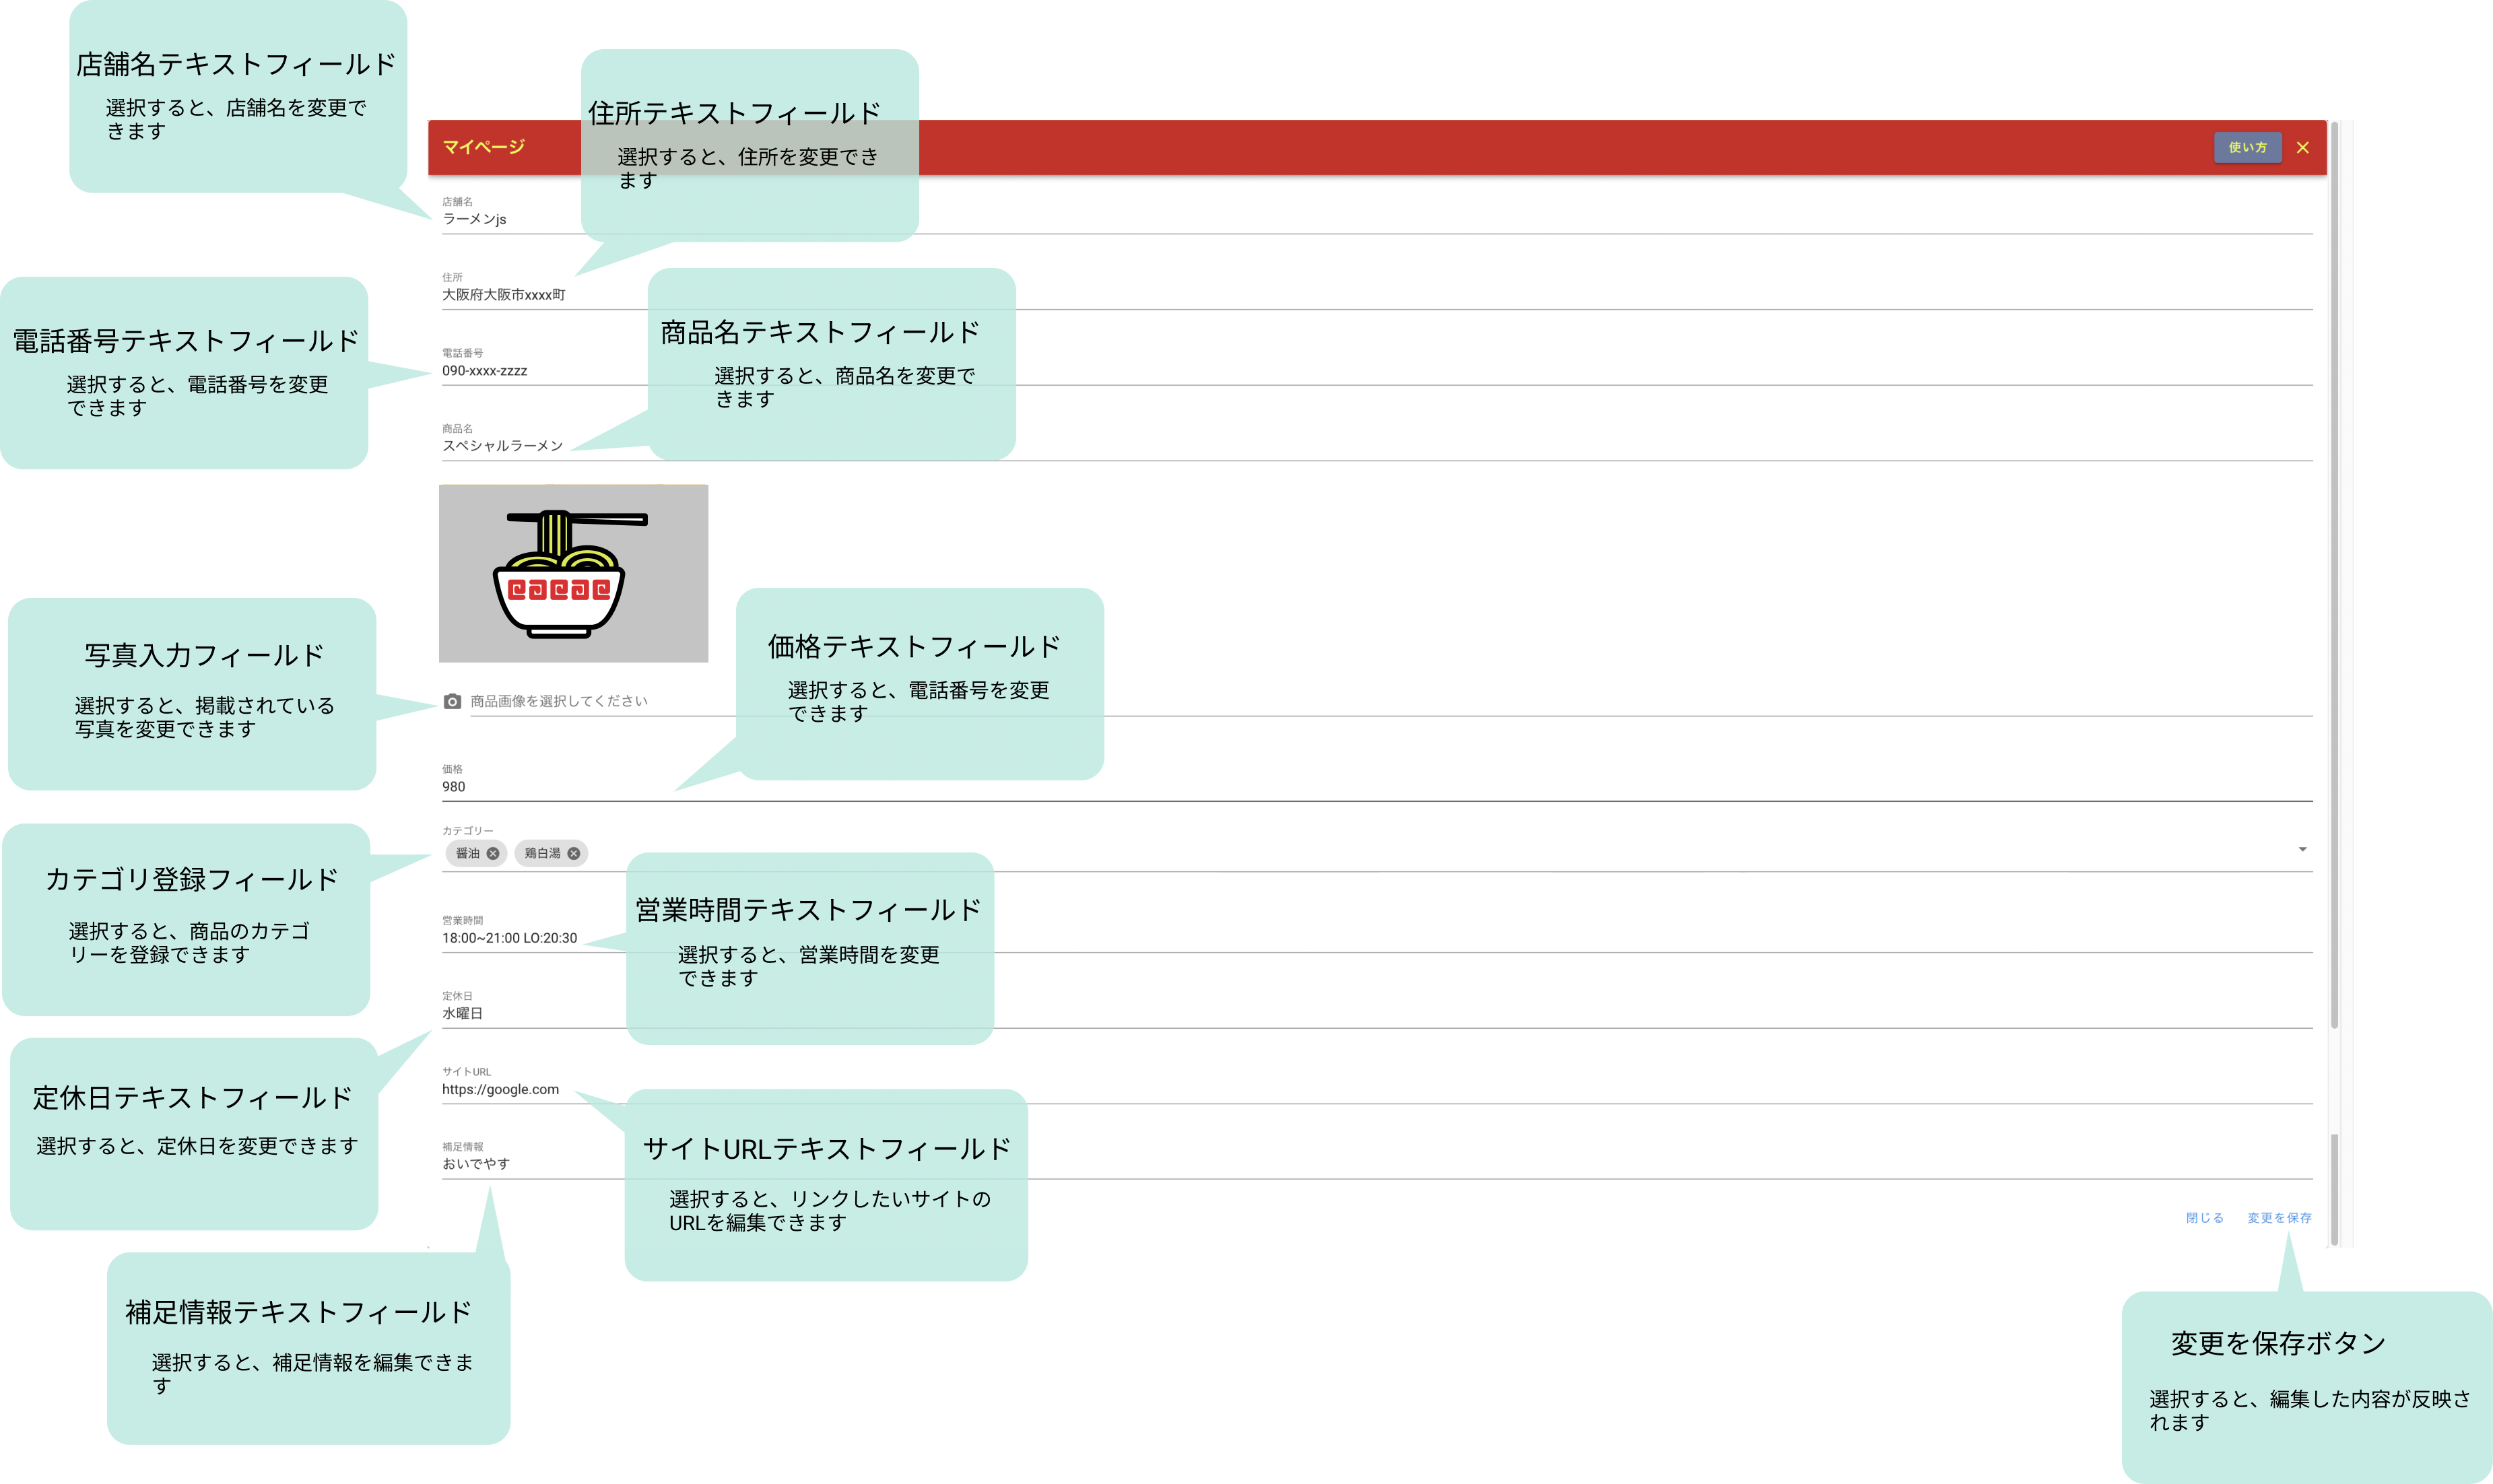 店舗名テキストフィールド
選択すると、店舗名を変更で
きます
住所テキストフィールド
選択すると、住所を変更でき
ます
マイページ
使い方
店舗名
ラーメンjs
住所
大阪府大阪市xxxx町
電話番号テキストフィールド
選択すると、電話番号を変更
できます
商品名テキストフィールド
選択すると、商品名を変更で
きます
電話番号
090-xxxx-zzzz
商品名
スペシャルラーメン
写真入力フィールド
選択すると、掲載されている
写真を変更できます
商品画像を選択してください
価格テキストフィールド
選択すると、電話番号を変更
できます
価格
980
カテゴリ登録フィールド
選択すると、商品のカテゴ
リーを登録できます
カテゴリー
醤油
鶏白湯
営業時間テキストフィールド
選択すると、営業時間を変更
できます
営業時間
18:00~21:00 LO:20:30
定休日
水曜日
定休日テキストフィールド
選択すると、定休日を変更できます
サイトURL
https://google.com
サイトURLテキストフィールド
選択すると、リンクしたいサイトの
URLを編集できます
補足情報
おいでやす
閉じる
変更を保存
補足情報テキストフィールド
選択すると、補足情報を編集できま
す
変更を保存ボタン
選択すると、編集した内容が反映さ
れます